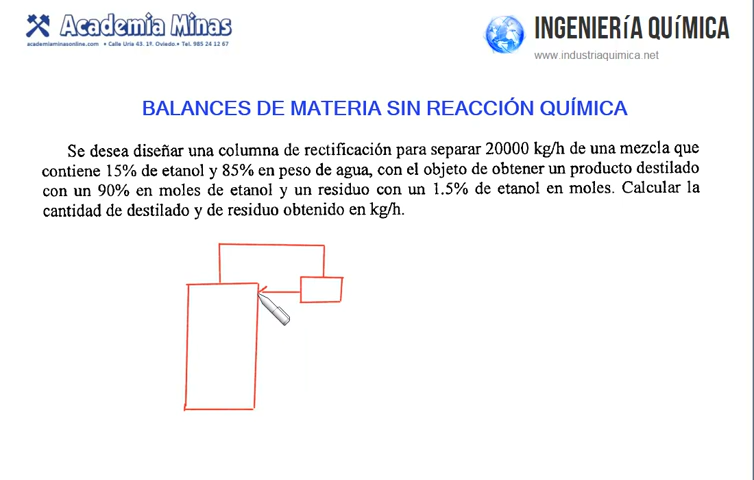 Academia Minas
academiaminasonline.com • Calle Uría 43. 1º. Oviedo • Tel. 985 24 12 67
INGENIERÍA QUÍMICA
www.industriaquimica.net
BALANCES DE MATERIA SIN REACCIÓN QUÍMICA
Se desea diseñar una columna de rectificación para separar 20000 kg/h de una mezcla que
contiene 15% de etanol y 85% en peso de agua, con el objeto de obtener un producto destilado
con un 90% en moles de etanol y un residuo con un 1.5% de etanol en moles. Calcular la
cantidad de destilado y de residuo obtenido en kg/h.